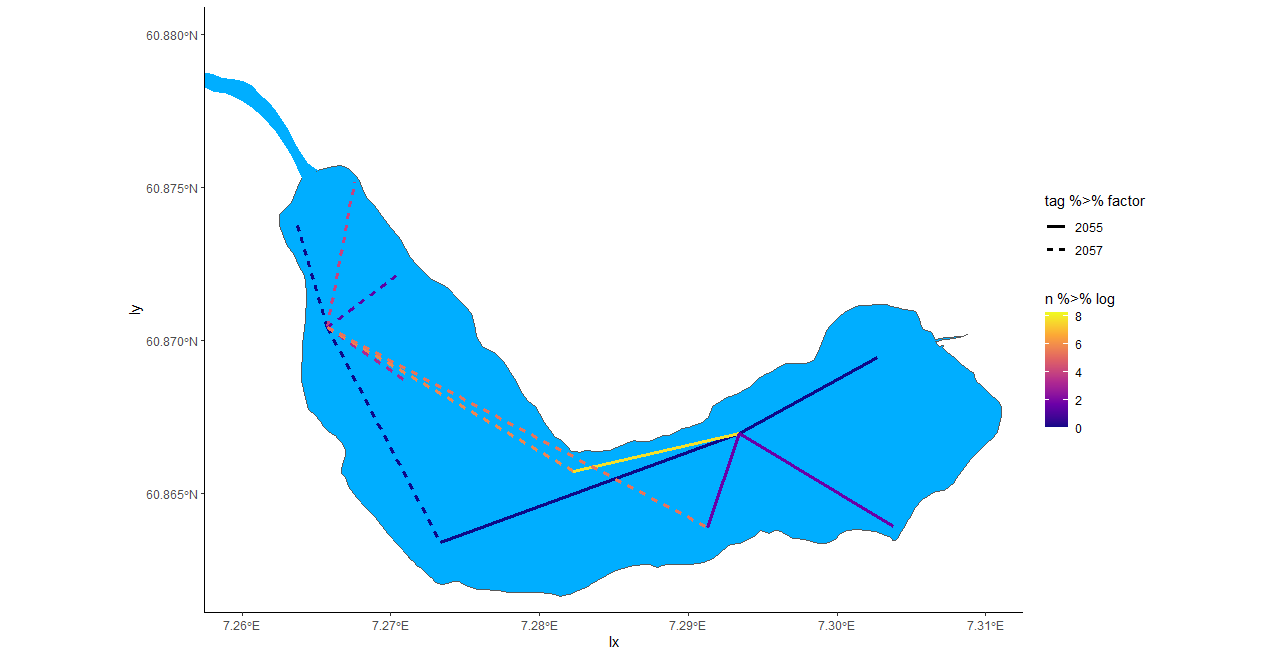 60.880°N
60.875°N
60.870°N
60.865°N
ly
7.26°E
7.27°E
7.28°E
7.29°E
7.30°E
7.31°E
lx
tag %>% factor
2055
2057
n %>% log
8
6
4
2
0